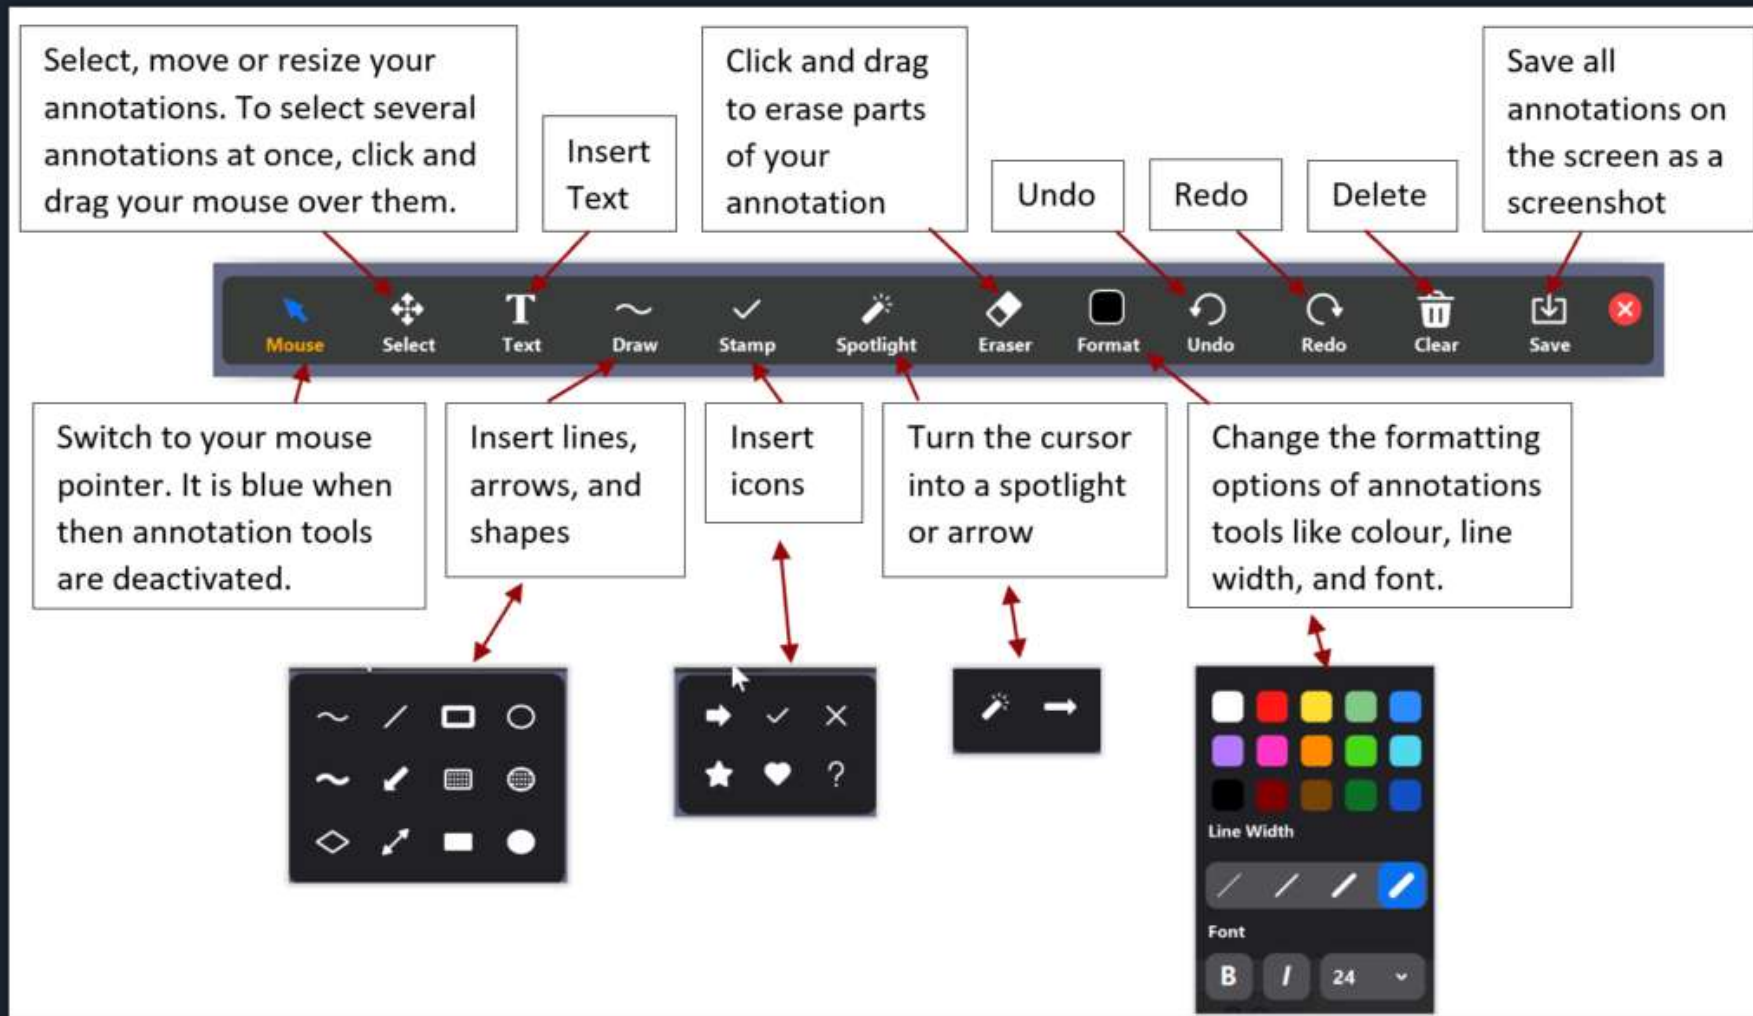 Select, move or resize your
annotations. To select several
annotations at once, click and
drag your mouse over them.
Insert
Text
Click and drag
to erase parts
of your
annotation
Undo
Redo
Delete
Save all
annotations on
the screen as a
screenshot
Mouse
Select
Text
Draw
Stamp
Spotlight
Eraser
Format
Undo
Redo
Clear
Save
Switch to your mouse
pointer. It is blue when
then annotation tools
are deactivated.
Insert lines,
arrows, and
shapes
Insert
icons
Turn the cursor
into a spotlight
or arrow
Change the formatting
options of annotations
tools like colour, line
width, and font.
?
Line Width
Font
B I 24